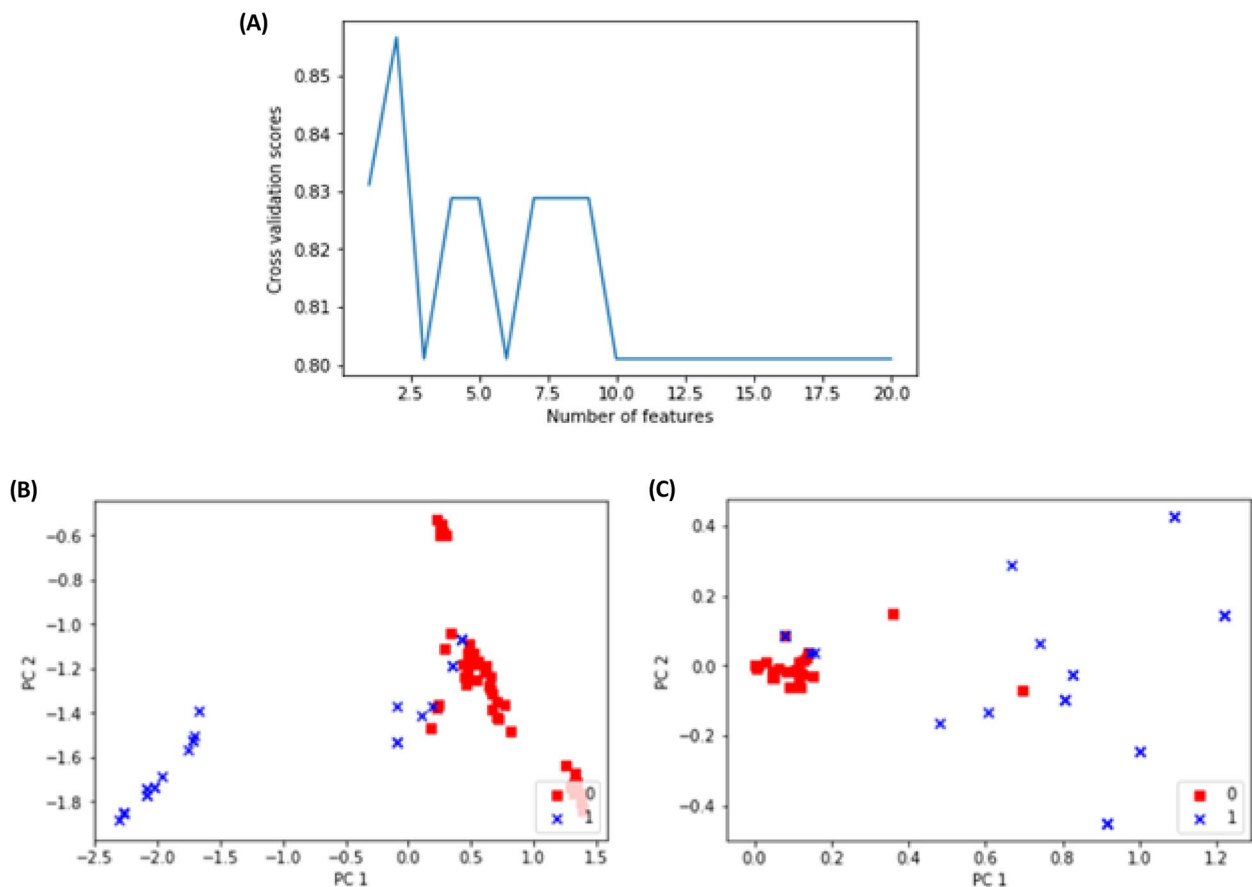 (A)
Cross validation scores
0.85
0.84
0.83
0.82
0.81
0.80
2.5 5.0 7.5 10.0 12.5 15.0 17.5 20.0
Number of features
(B)
PC 2
−0.6
−0.8
−1.0
−1.2
−1.4
−1.6
−1.8
0
1
−2.5 −2.0 −1.5 −1.0 −0.5 0.0 0.5 1.0 1.5
PC 1
(C)
PC 2
0.4
0.2
0.0
−0.2
−0.4
0
1
0.0 0.2 0.4 0.6 0.8 1.0 1.2
PC 1